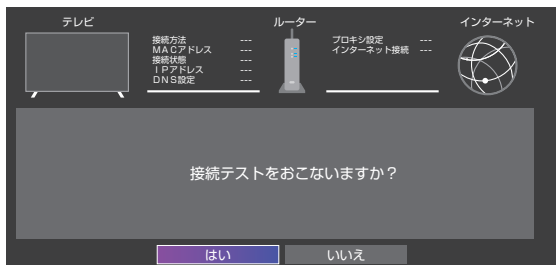 テレビ
ルーター
インターネット
接続方法 ---
MACアドレス ---
接続状態 ---
IPアドレス ---
DNS設定 ---
プロキシ設定 ---
インターネット接続 ---
接続テストをおこないますか？
はい
いいえ